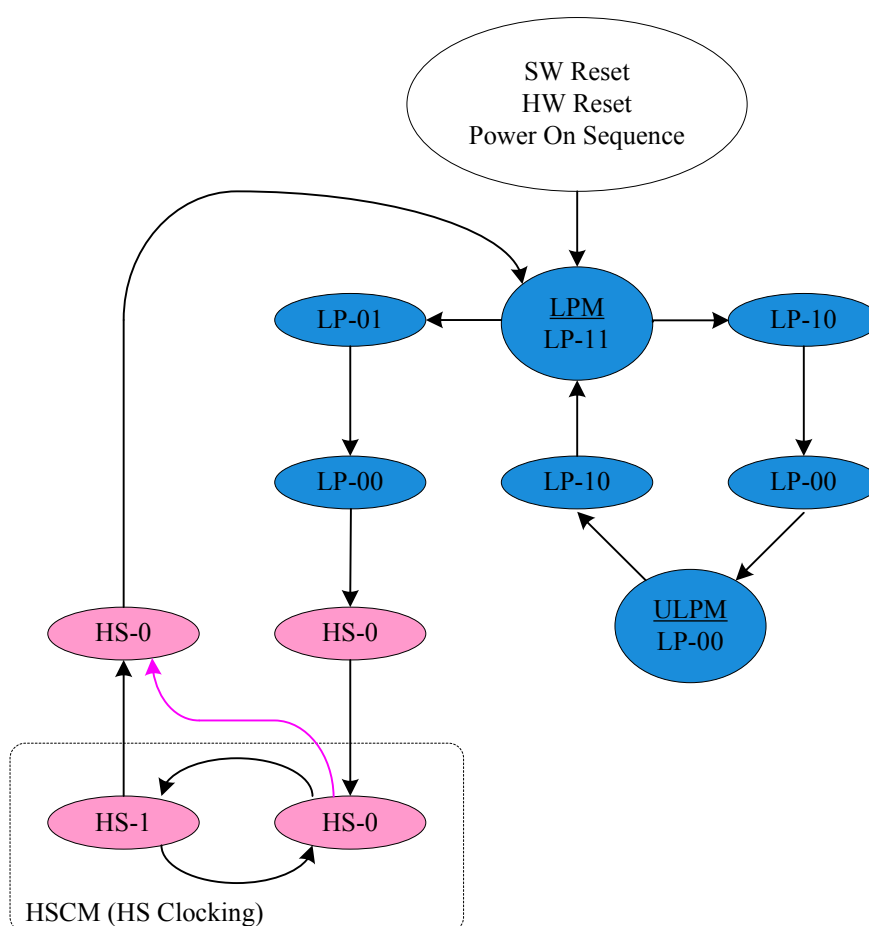 SW Reset
HW Reset
Power On Sequence
LP-01
LPM
LP-11
LP-10
LP-00
LP-10
LP-00
ULPM
LP-00
HS-0
HS-0
HS-1
HS-0
HSCM (HS Clocking)